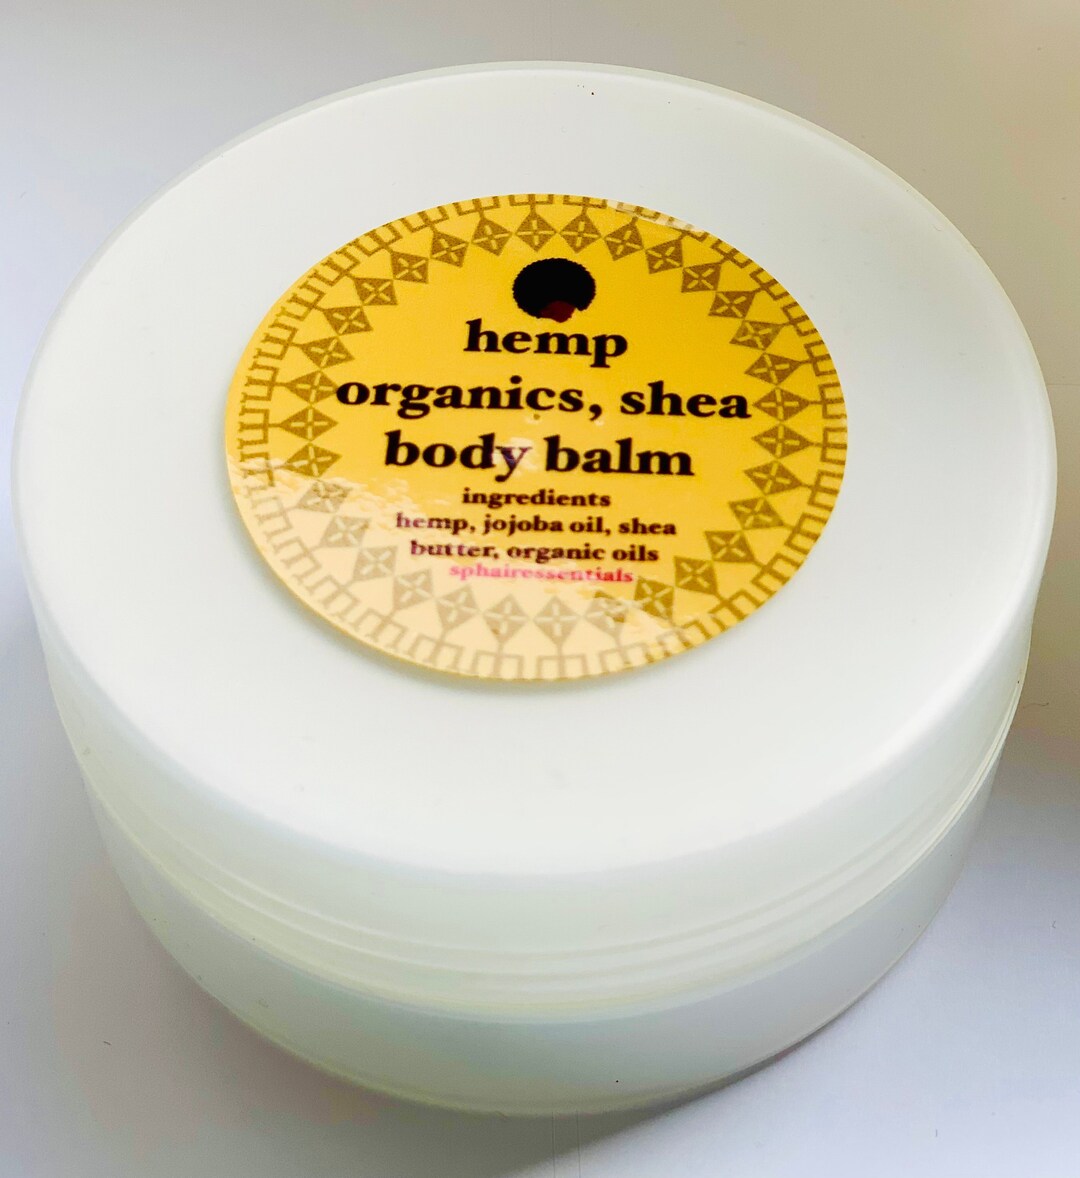 hemp
organics, shea
body balm
ingredients
hemp, jojoba oil, shea
butter, organic oils
sphairessentials